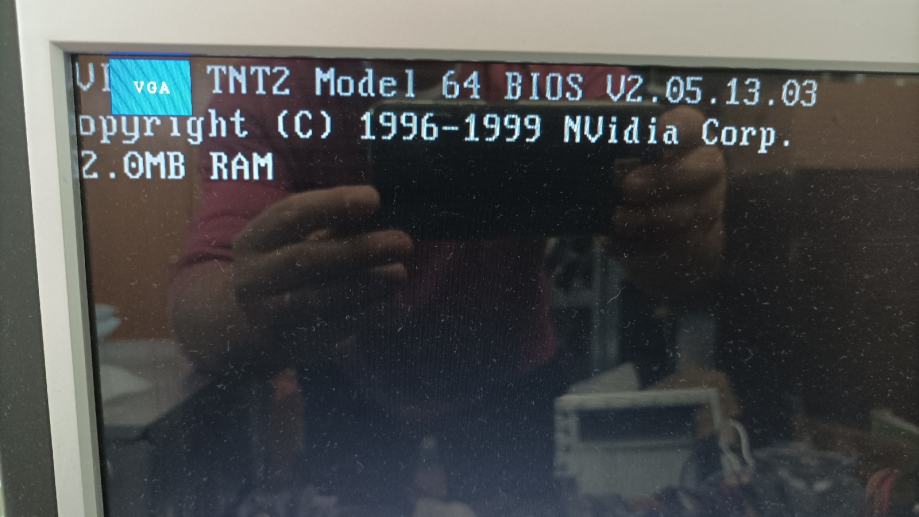 VGA TNT2 Model 64 BIOS V2.05.13.03
opyright (C) 1996-1999 NVidia Corp.
2.0MB RAM